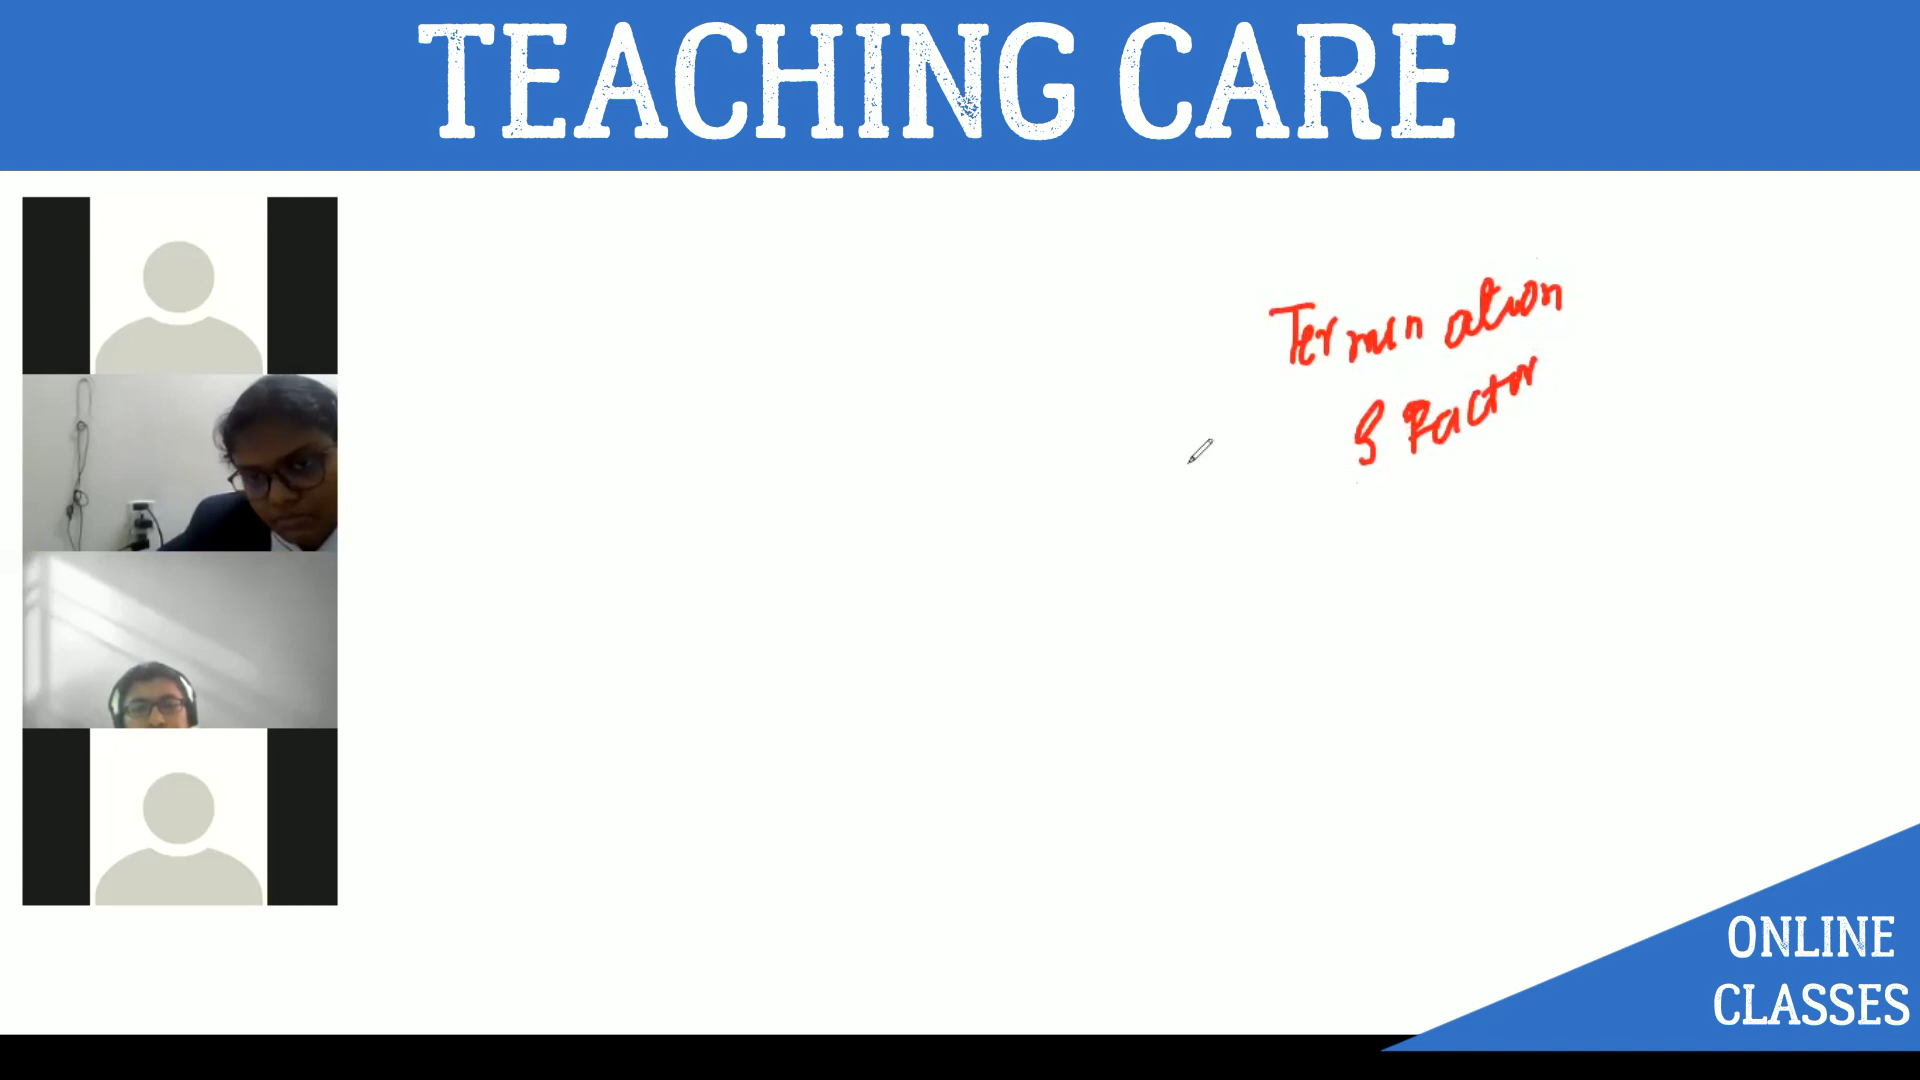 TEACHING CARE
Termination
ρ Factor
ONLINE
CLASSES